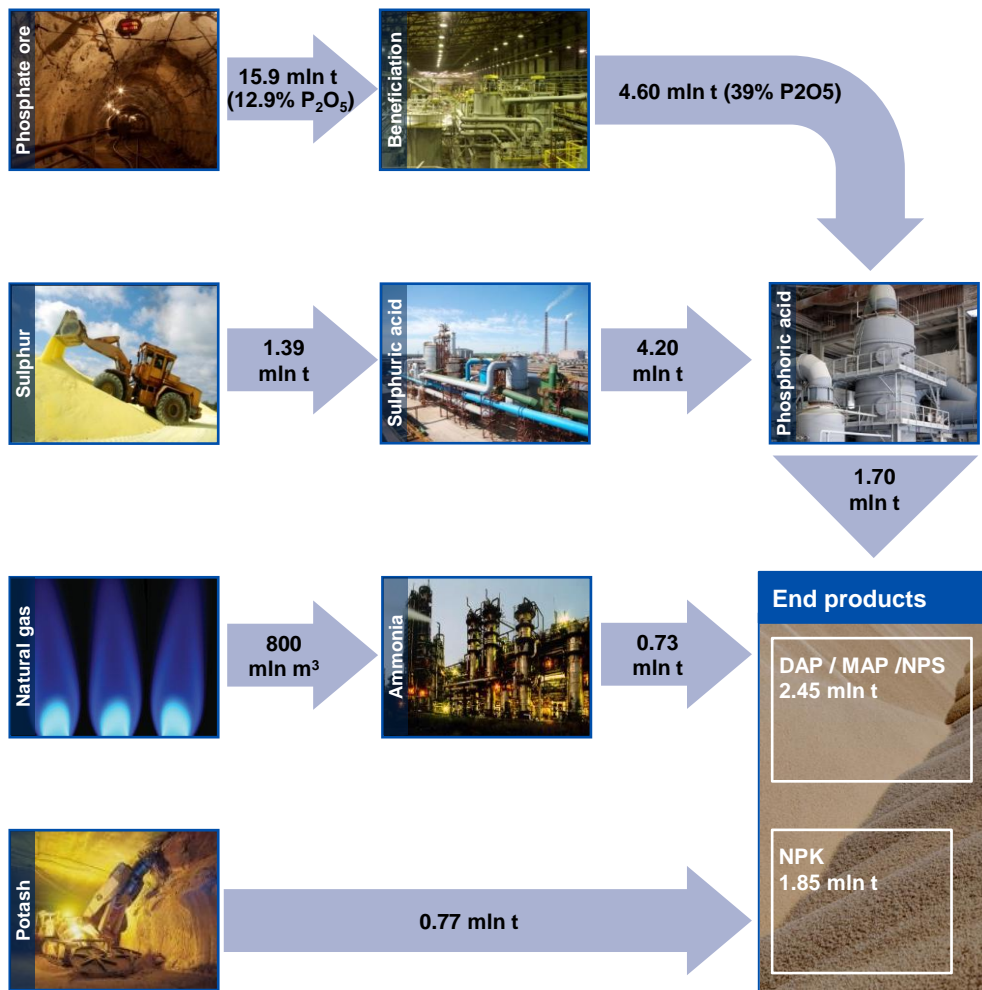 Phosphate ore
15.9 mln t
(12.9% P₂O₅)
Beneficiation
4.60 mln t (39% P2O5)
Sulphur
1.39
mln t
Sulphuric acid
4.20
mln t
Phosphoric acid
1.70
mln t
Natural gas
800
mln m³
Ammonia
0.73
mln t
End products
DAP / MAP /NPS
2.45 mln t
Potash
0.77 mln t
NPK
1.85 mln t